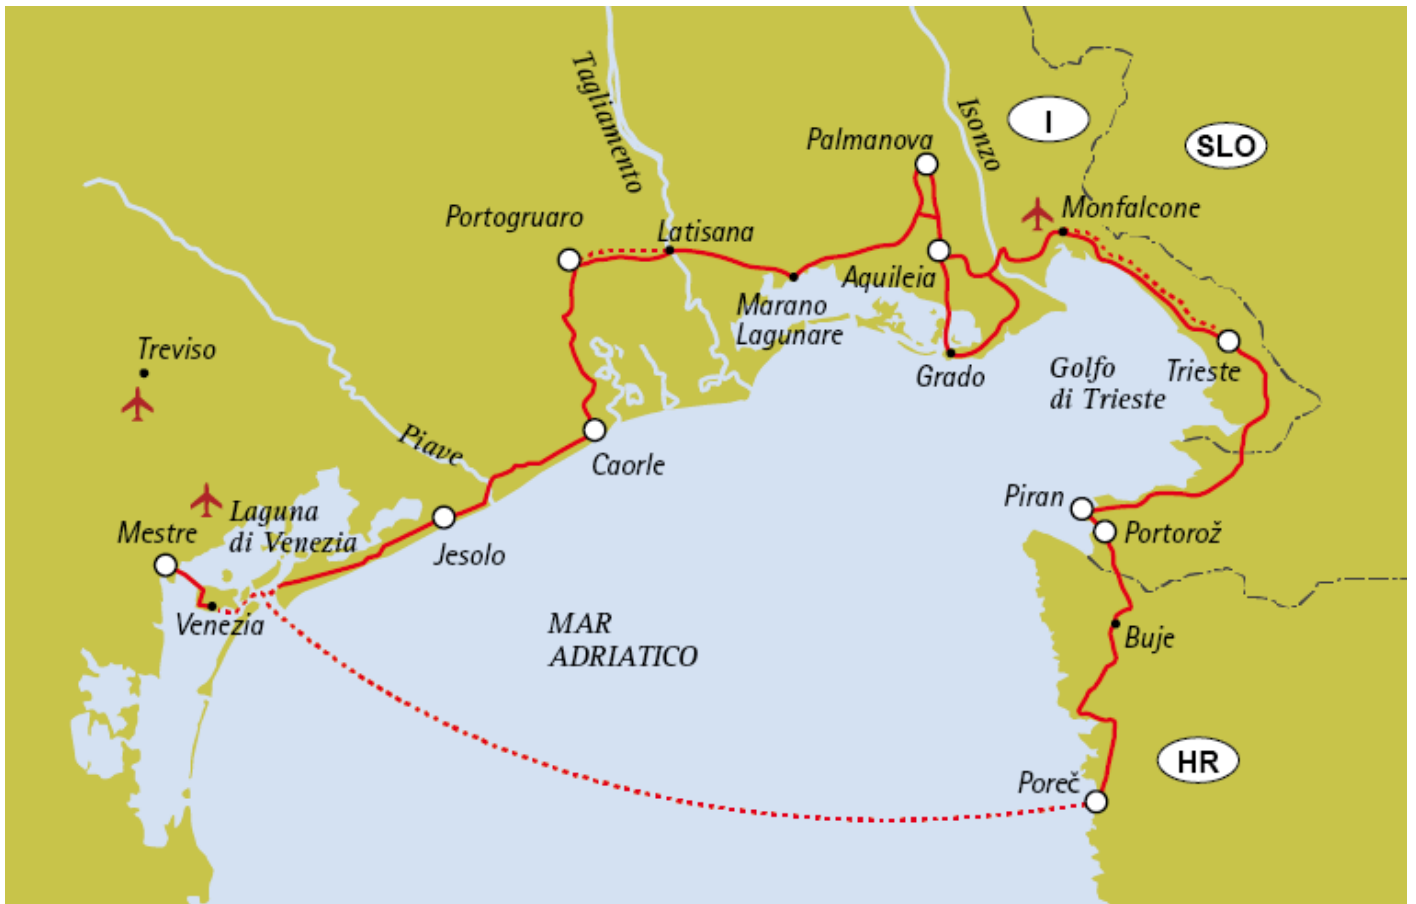 Tagliamento
Isonzo
I
SLO
Palmanova
Monfalcone
Portogruaro
Latisana
Aquileia
Marano
Lagunare
Treviso
Grado
Golfo
di Trieste
Trieste
Piave
Caorle
Piran
Laguna
di Venezia
Mestre
Jesolo
Portorož
Venezia
MAR
ADRIATICO
Buje
HR
Poreč